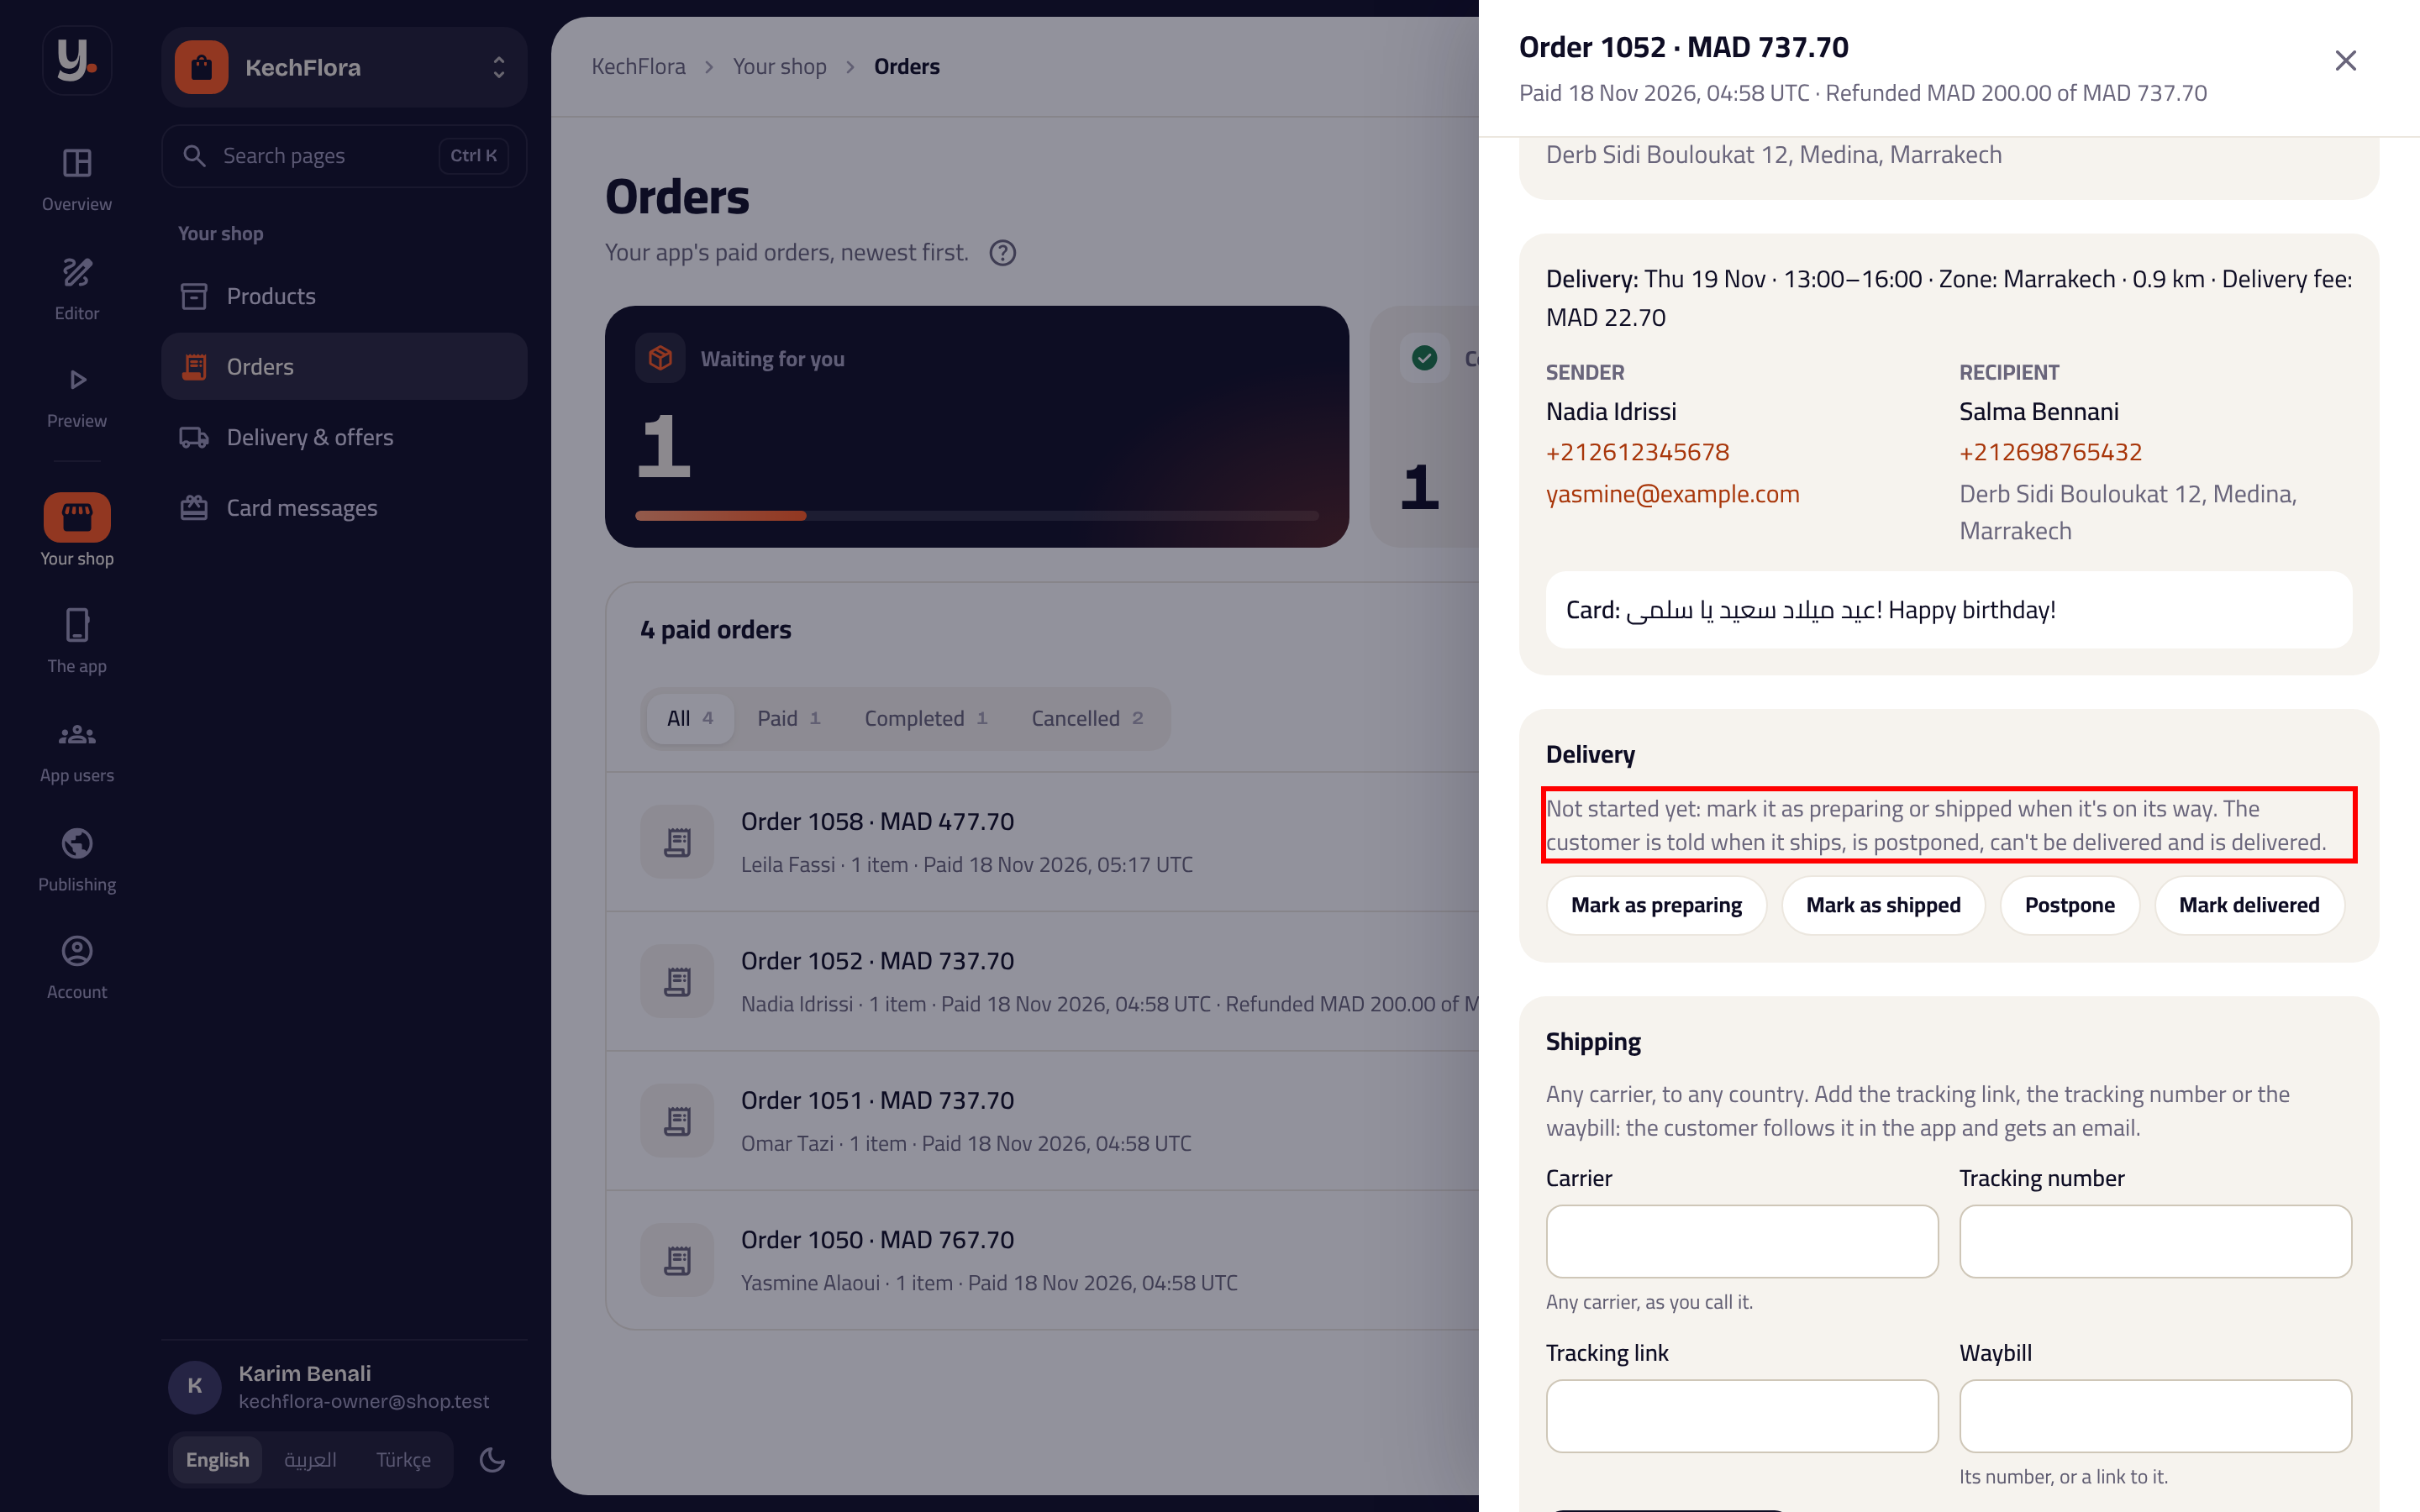 y.
KechFlora
Search pages
Ctrl K
Overview
Editor
Preview
Your shop
The app
App users
Publishing
Account
Your shop
Products
Orders
Delivery & offers
Card messages
K
Karim Benali
kechflora-owner@shop.test
English
العربية
Türkçe
KechFlora > Your shop > Orders
Orders
Your app's paid orders, newest first.
?
Waiting for you
1
1
4 paid orders
All 4
Paid 1
Completed 1
Cancelled 2
Order 1058 · MAD 477.70
Leila Fassi · 1 item · Paid 18 Nov 2026, 05:17 UTC
Order 1052 · MAD 737.70
Nadia Idrissi · 1 item · Paid 18 Nov 2026, 04:58 UTC · Refunded MAD 200.00 of
Order 1051 · MAD 737.70
Omar Tazi · 1 item · Paid 18 Nov 2026, 04:58 UTC
Order 1050 · MAD 767.70
Yasmine Alaoui · 1 item · Paid 18 Nov 2026, 04:58 UTC
Order 1052 · MAD 737.70
Paid 18 Nov 2026, 04:58 UTC · Refunded MAD 200.00 of MAD 737.70
Derb Sidi Bouloukat 12, Medina, Marrakech
Delivery: Thu 19 Nov · 13:00–16:00 · Zone: Marrakech · 0.9 km · Delivery fee:
MAD 22.70
SENDER
Nadia Idrissi
+212612345678
yasmine@example.com
RECIPIENT
Salma Bennani
+212698765432
Derb Sidi Bouloukat 12, Medina,
Marrakech
Card: عيد ميلاد سعيد يا سلمى! Happy birthday!
Delivery
Not started yet: mark it as preparing or shipped when it's on its way. The
customer is told when it ships, is postponed, can't be delivered and is delivered.
Mark as preparing
Mark as shipped
Postpone
Mark delivered
Shipping
Any carrier, to any country. Add the tracking link, the tracking number or the
waybill: the customer follows it in the app and gets an email.
Carrier
Tracking number
Any carrier, as you call it.
Tracking link
Waybill
Its number, or a link to it.